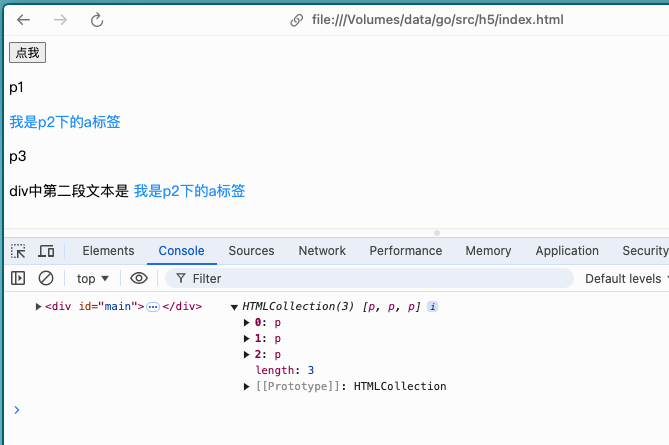 file:///Volumes/data/go/src/h5/index.html
点我
p1
我是p2下的a标签
p3
div中第二段文本是 我是p2下的a标签
Elements Console Sources Network Performance Memory Application Security
top Filter Default levels
<div id="main">⋯</div> HTMLCollection(3) [p, p, p] i
0: p
1: p
2: p
length: 3
[[Prototype]]: HTMLCollection